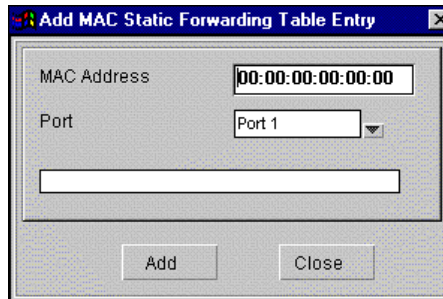 Add MAC Static Forwarding Table Entry
MAC Address 00:00:00:00:00:00
Port Port 1
Add Close